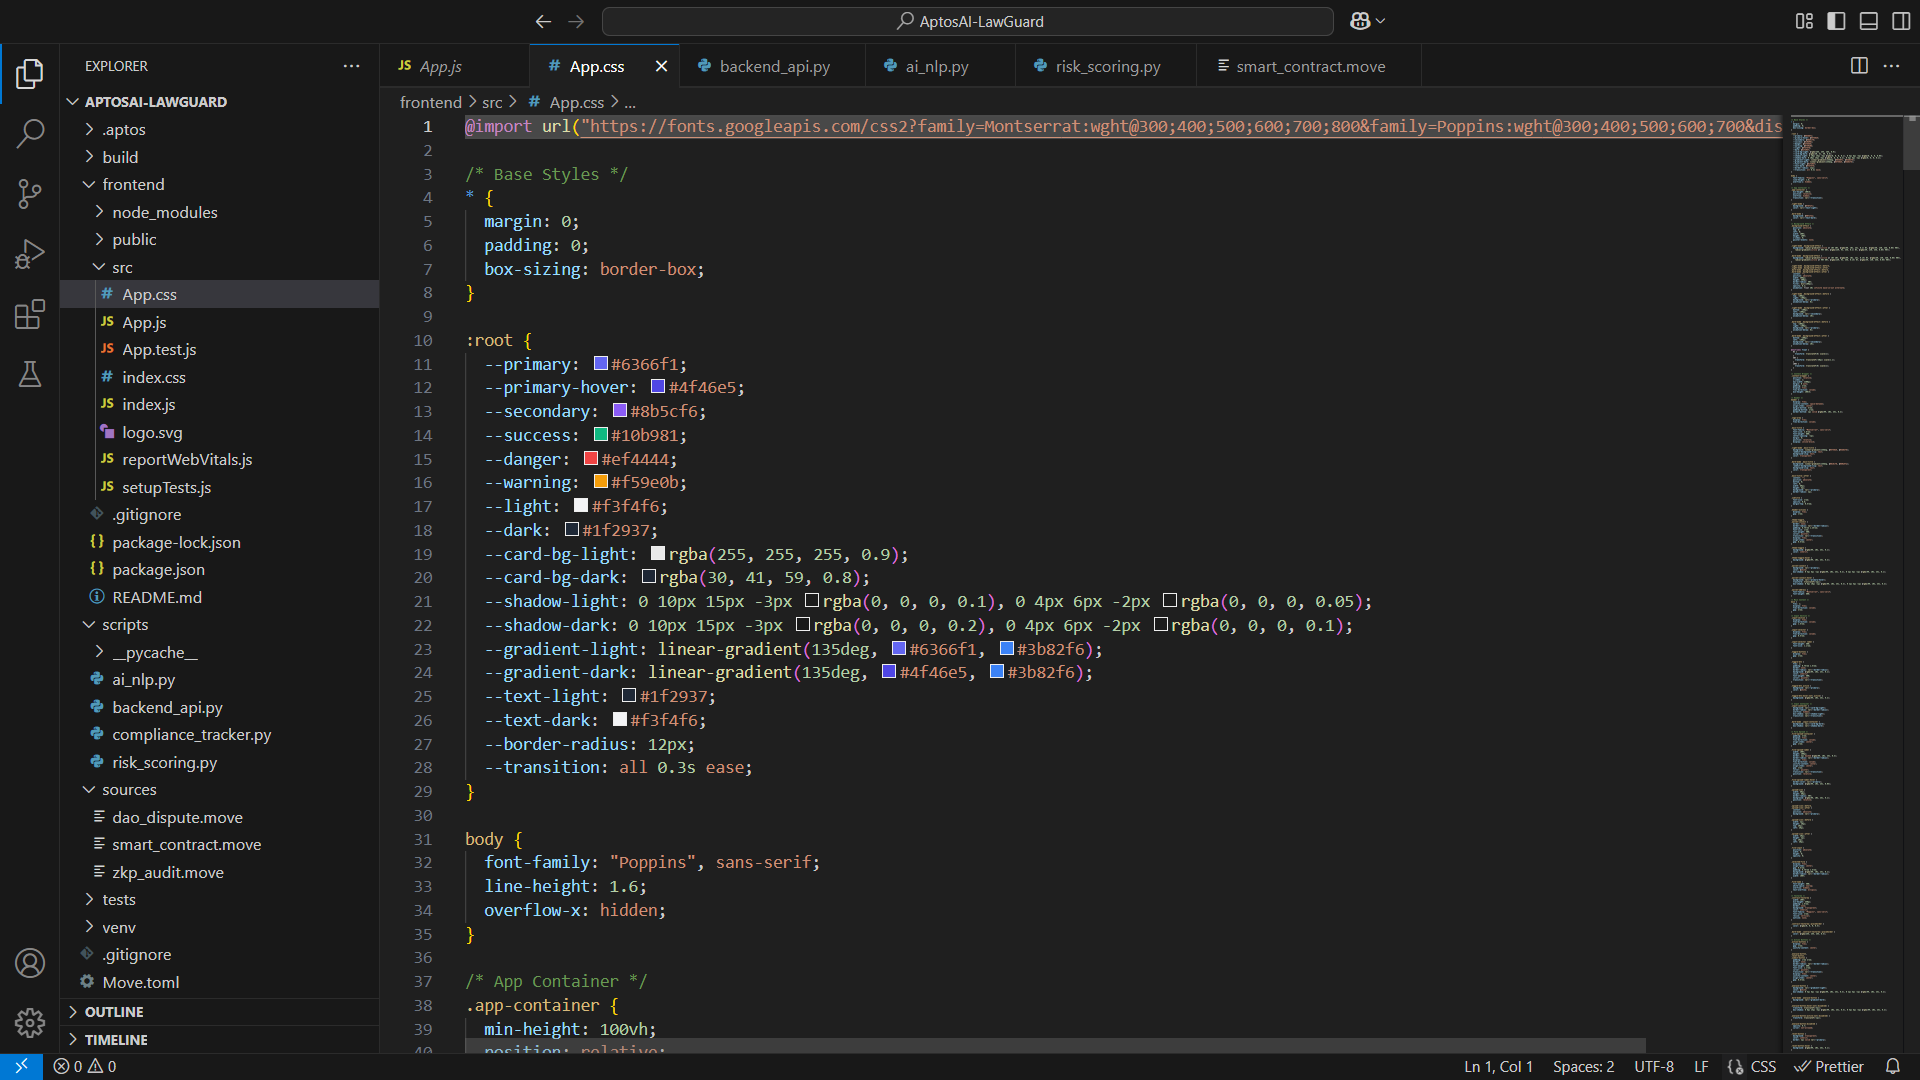 AptosAI-LawGuard
EXPLORER
APTOSAI-LAWGUARD
.aptos
build
frontend
node_modules
public
src
# App.css
JS App.js
JS App.test.js
# index.css
JS index.js
logo.svg
JS reportWebVitals.js
JS setupTests.js
.gitignore
{} package-lock.json
{} package.json
README.md
scripts
__pycache__
ai_nlp.py
backend_api.py
compliance_tracker.py
risk_scoring.py
sources
dao_dispute.move
smart_contract.move
zkp_audit.move
tests
venv
.gitignore
Move.toml
OUTLINE
TIMELINE
JS App.js
# App.css
backend_api.py
ai_nlp.py
risk_scoring.py
smart_contract.move
frontend > src > # App.css > ...
1 @import url("https://fonts.googleapis.com/css2?family=Montserrat:wght@300;400;500;600;700;800&family=Poppins:wght@300;400;500;600;700&dis
2
3 /* Base Styles */
4 * {
5   margin: 0;
6   padding: 0;
7   box-sizing: border-box;
8 }
9
10 :root {
11   --primary: #6366f1;
12   --primary-hover: #4f46e5;
13   --secondary: #8b5cf6;
14   --success: #10b981;
15   --danger: #ef4444;
16   --warning: #f59e0b;
17   --light: #f3f4f6;
18   --dark: #1f2937;
19   --card-bg-light: rgba(255, 255, 255, 0.9);
20   --card-bg-dark: rgba(30, 41, 59, 0.8);
21   --shadow-light: 0 10px 15px -3px rgba(0, 0, 0, 0.1), 0 4px 6px -2px rgba(0, 0, 0, 0.05);
22   --shadow-dark: 0 10px 15px -3px rgba(0, 0, 0, 0.2), 0 4px 6px -2px rgba(0, 0, 0, 0.1);
23   --gradient-light: linear-gradient(135deg, #6366f1, #3b82f6);
24   --gradient-dark: linear-gradient(135deg, #4f46e5, #3b82f6);
25   --text-light: #1f2937;
26   --text-dark: #f3f4f6;
27   --border-radius: 12px;
28   --transition: all 0.3s ease;
29 }
30
31 body {
32   font-family: "Poppins", sans-serif;
33   line-height: 1.6;
34   overflow-x: hidden;
35 }
36
37 /* App Container */
38 .app-container {
39   min-height: 100vh;
40   position: relative;
0 0
Ln 1, Col 1
Spaces: 2
UTF-8
LF
CSS
Prettier